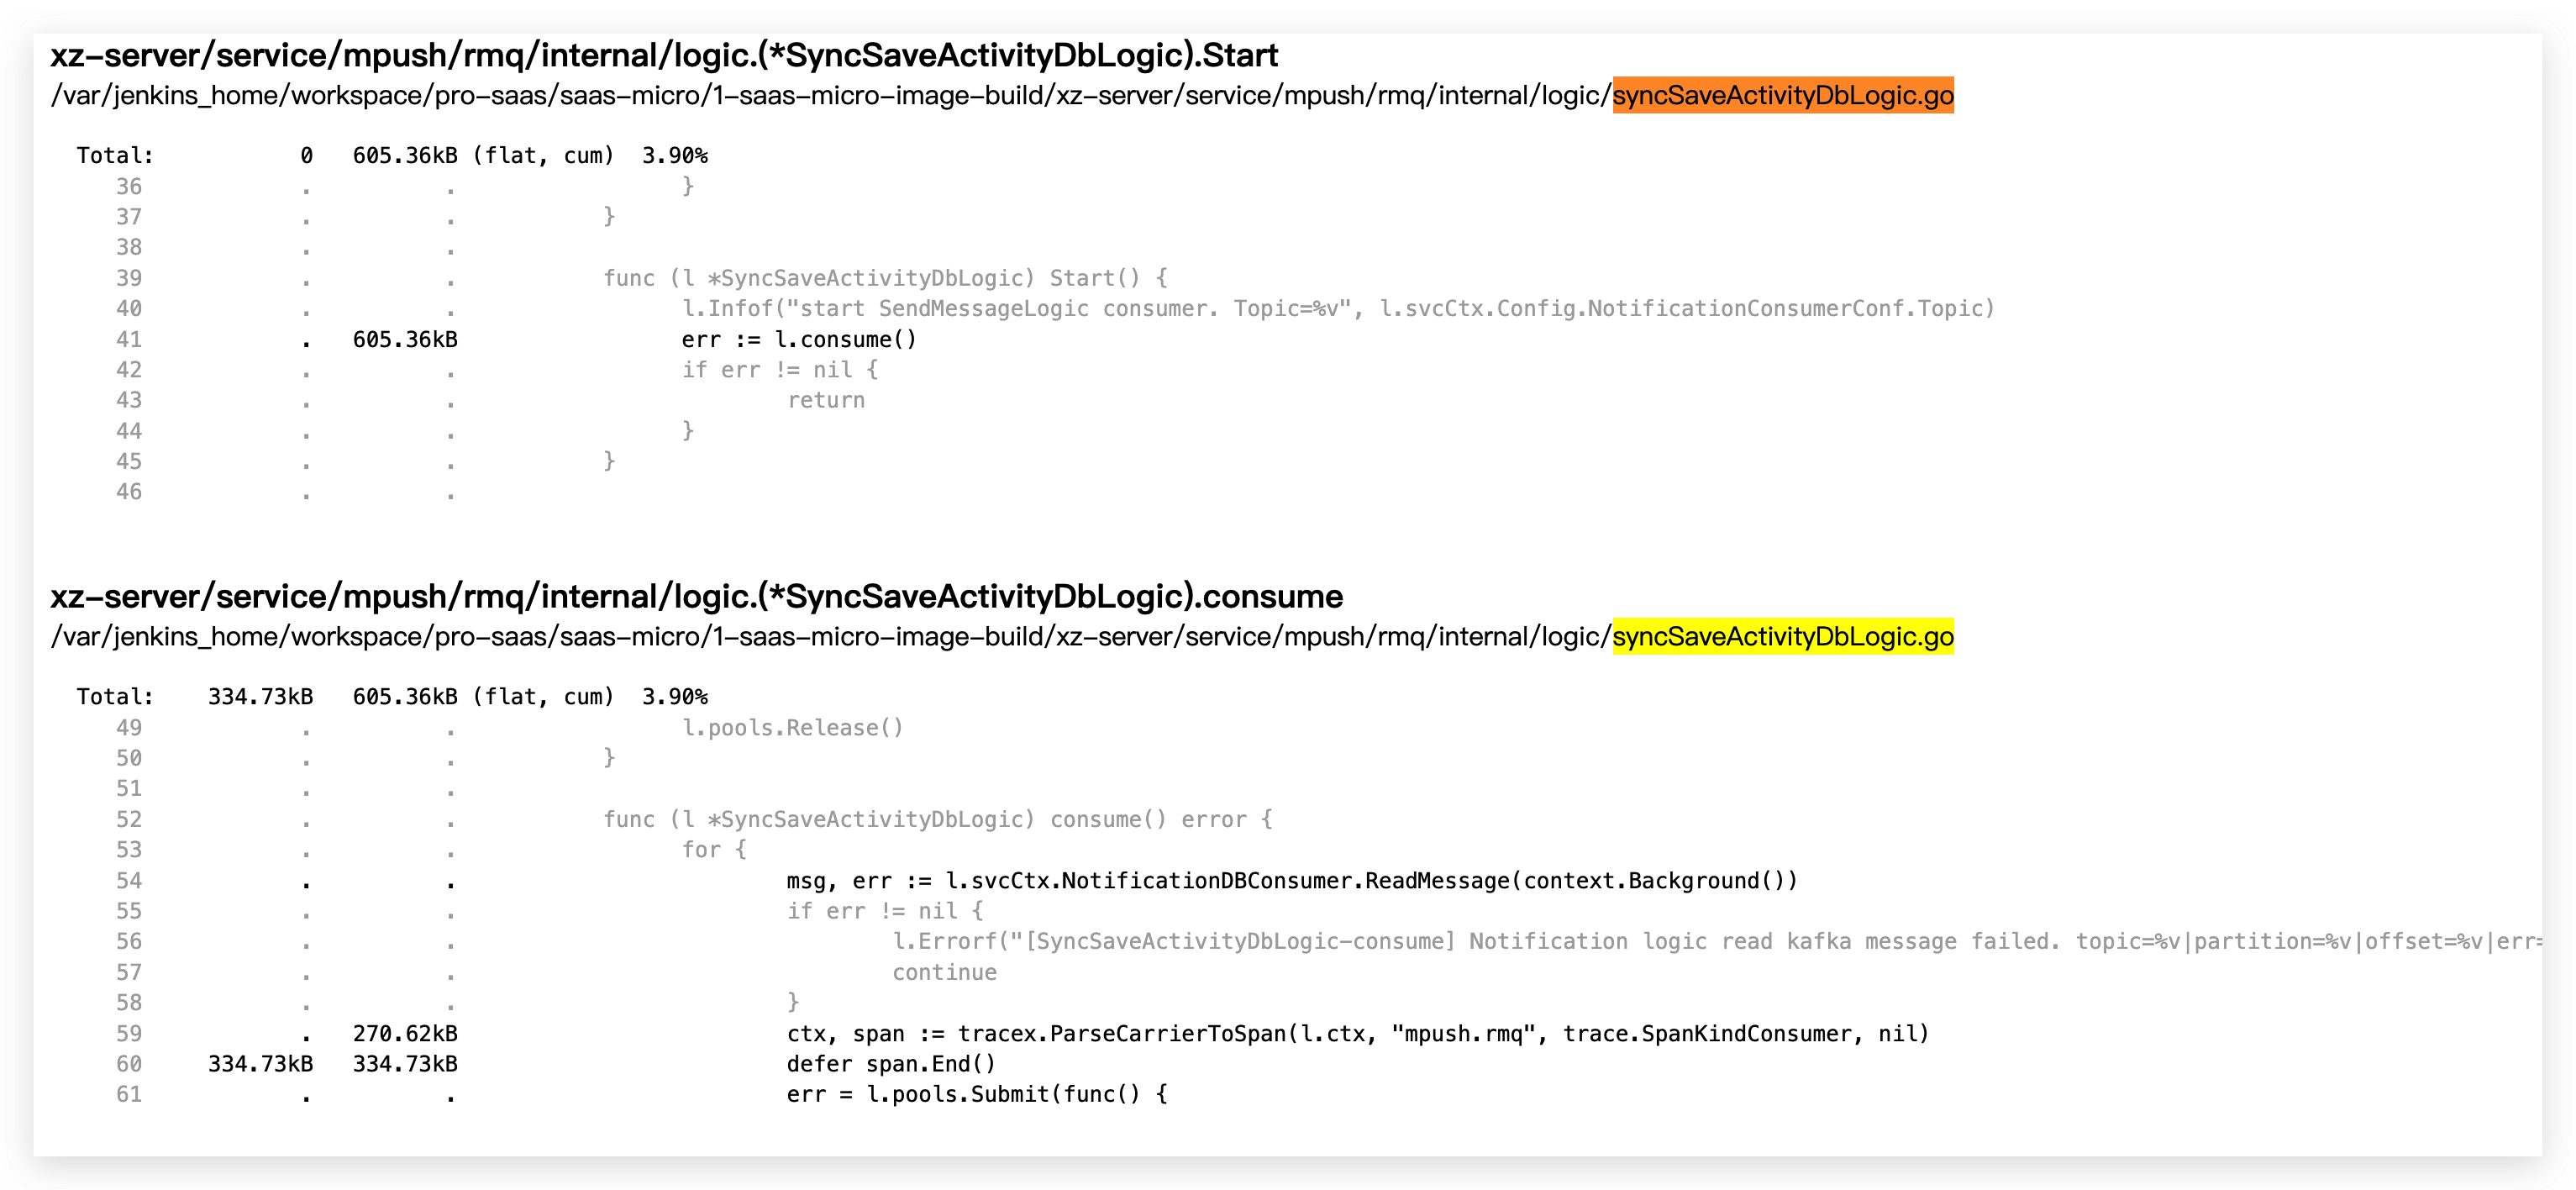 xz-server/service/mpush/rmq/internal/logic.(*SyncSaveActivityDbLogic).Start
/var/jenkins_home/workspace/pro-saas/saas-micro/1-saas-micro-image-build/xz-server/service/mpush/rmq/internal/logic/syncSaveActivityDbLogic.go
Total: 0 605.36kB (flat, cum) 3.90%
36 . . }
37 . . }
38 . .
39 . . func (l *SyncSaveActivityDbLogic) Start() {
40 . . l.Infof("start SendMessageLogic consumer. Topic=%v", l.svcCtx.Config.NotificationConsumerConf.Topic)
41 . 605.36kB err := l.consume()
42 . . if err != nil {
43 . . return
44 . . }
45 . . }
46 . .
xz-server/service/mpush/rmq/internal/logic.(*SyncSaveActivityDbLogic).consume
/var/jenkins_home/workspace/pro-saas/saas-micro/1-saas-micro-image-build/xz-server/service/mpush/rmq/internal/logic/syncSaveActivityDbLogic.go
Total: 334.73kB 605.36kB (flat, cum) 3.90%
49 . . l.pools.Release()
50 . . }
51 . .
52 . . func (l *SyncSaveActivityDbLogic) consume() error {
53 . . for {
54 . . msg, err := l.svcCtx.NotificationDBConsumer.ReadMessage(context.Background())
55 . . if err != nil {
56 . . l.Errorf("[SyncSaveActivityDbLogic-consume] Notification logic read kafka message failed. topic=%v|partition=%v|offset=%v|err=
57 . . continue
58 . . }
59 . 270.62kB ctx, span := tracex.ParseCarrierToSpan(l.ctx, "mpush.rmq", trace.SpanKindConsumer, nil)
60 334.73kB 334.73kB defer span.End()
61 . . err = l.pools.Submit(func() {